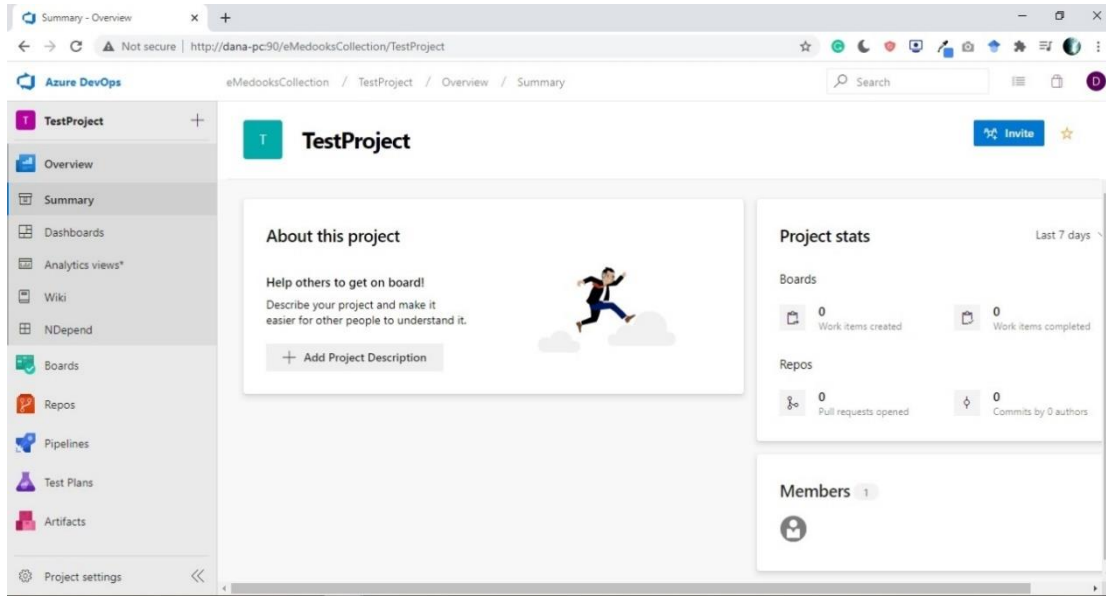 Summary - Overview
Not secure | http://dana-pc:90/eMedooksCollection/TestProject
Azure DevOps
eMedooksCollection / TestProject / Overview / Summary
Search
D
T TestProject
T TestProject
Invite
Overview
Summary
Dashboards
Analytics views*
Wiki
NDepend
Boards
Repos
Pipelines
Test Plans
Artifacts
Project settings
About this project
Help others to get on board!
Describe your project and make it
easier for other people to understand it.
+ Add Project Description
Project stats
Last 7 days
Boards
0
Work items created
0
Work items completed
Repos
0
Pull requests opened
0
Commits by 0 authors
Members 1